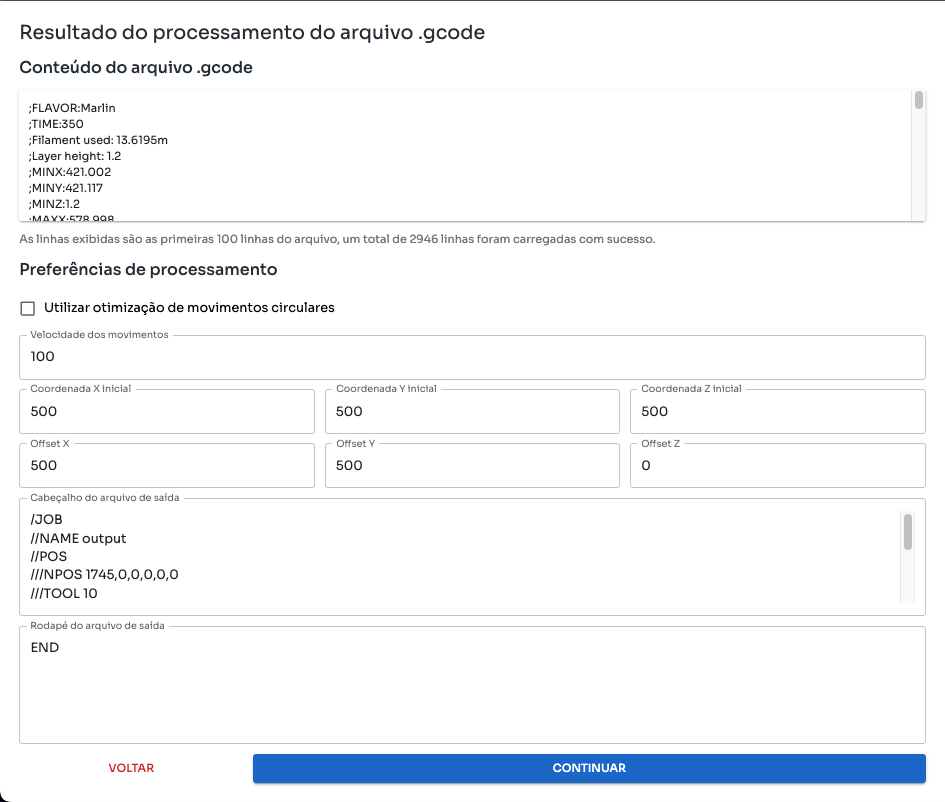 Resultado do processamento do arquivo .gcode
Conteúdo do arquivo .gcode
;FLAVOR:Marlin
;TIME:350
;Filament used: 13.6195m
;Layer height: 1.2
;MINX:421.002
;MINY:421.117
;MINZ:1.2
;MAXX:578.998
As linhas exibidas são as primeiras 100 linhas do arquivo, um total de 2946 linhas foram carregadas com sucesso.
Preferências de processamento
Utilizar otimização de movimentos circulares
Velocidade dos movimentos
100
Coordenada X inicial
500
Coordenada Y inicial
500
Coordenada Z inicial
500
Offset X
500
Offset Y
500
Offset Z
0
Cabeçalho do arquivo de saída
/JOB
//NAME output
//POS
///NPOS 1745,0,0,0,0,0
///TOOL 10
Rodapé do arquivo de saída
END
VOLTAR
CONTINUAR